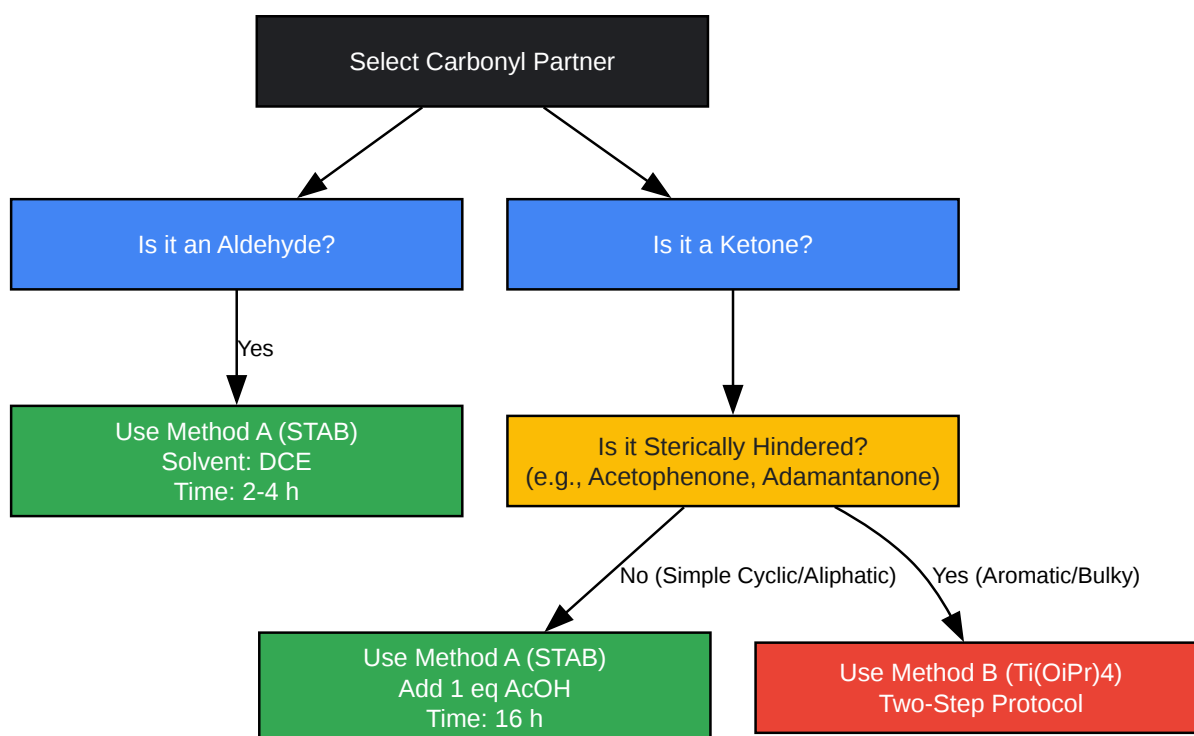 Select Carbonyl Partner
Is it an Aldehyde?
Is it a Ketone?
Yes
Use Method A (STAB)
Solvent: DCE
Time: 2-4 h
Is it Sterically Hindered?
(e.g., Acetophenone, Adamantanone)
No (Simple Cyclic/Aliphatic)
Yes (Aromatic/Bulky)
Use Method A (STAB)
Add 1 eq AcOH
Time: 16 h
Use Method B (Ti(OiPr)4)
Two-Step Protocol